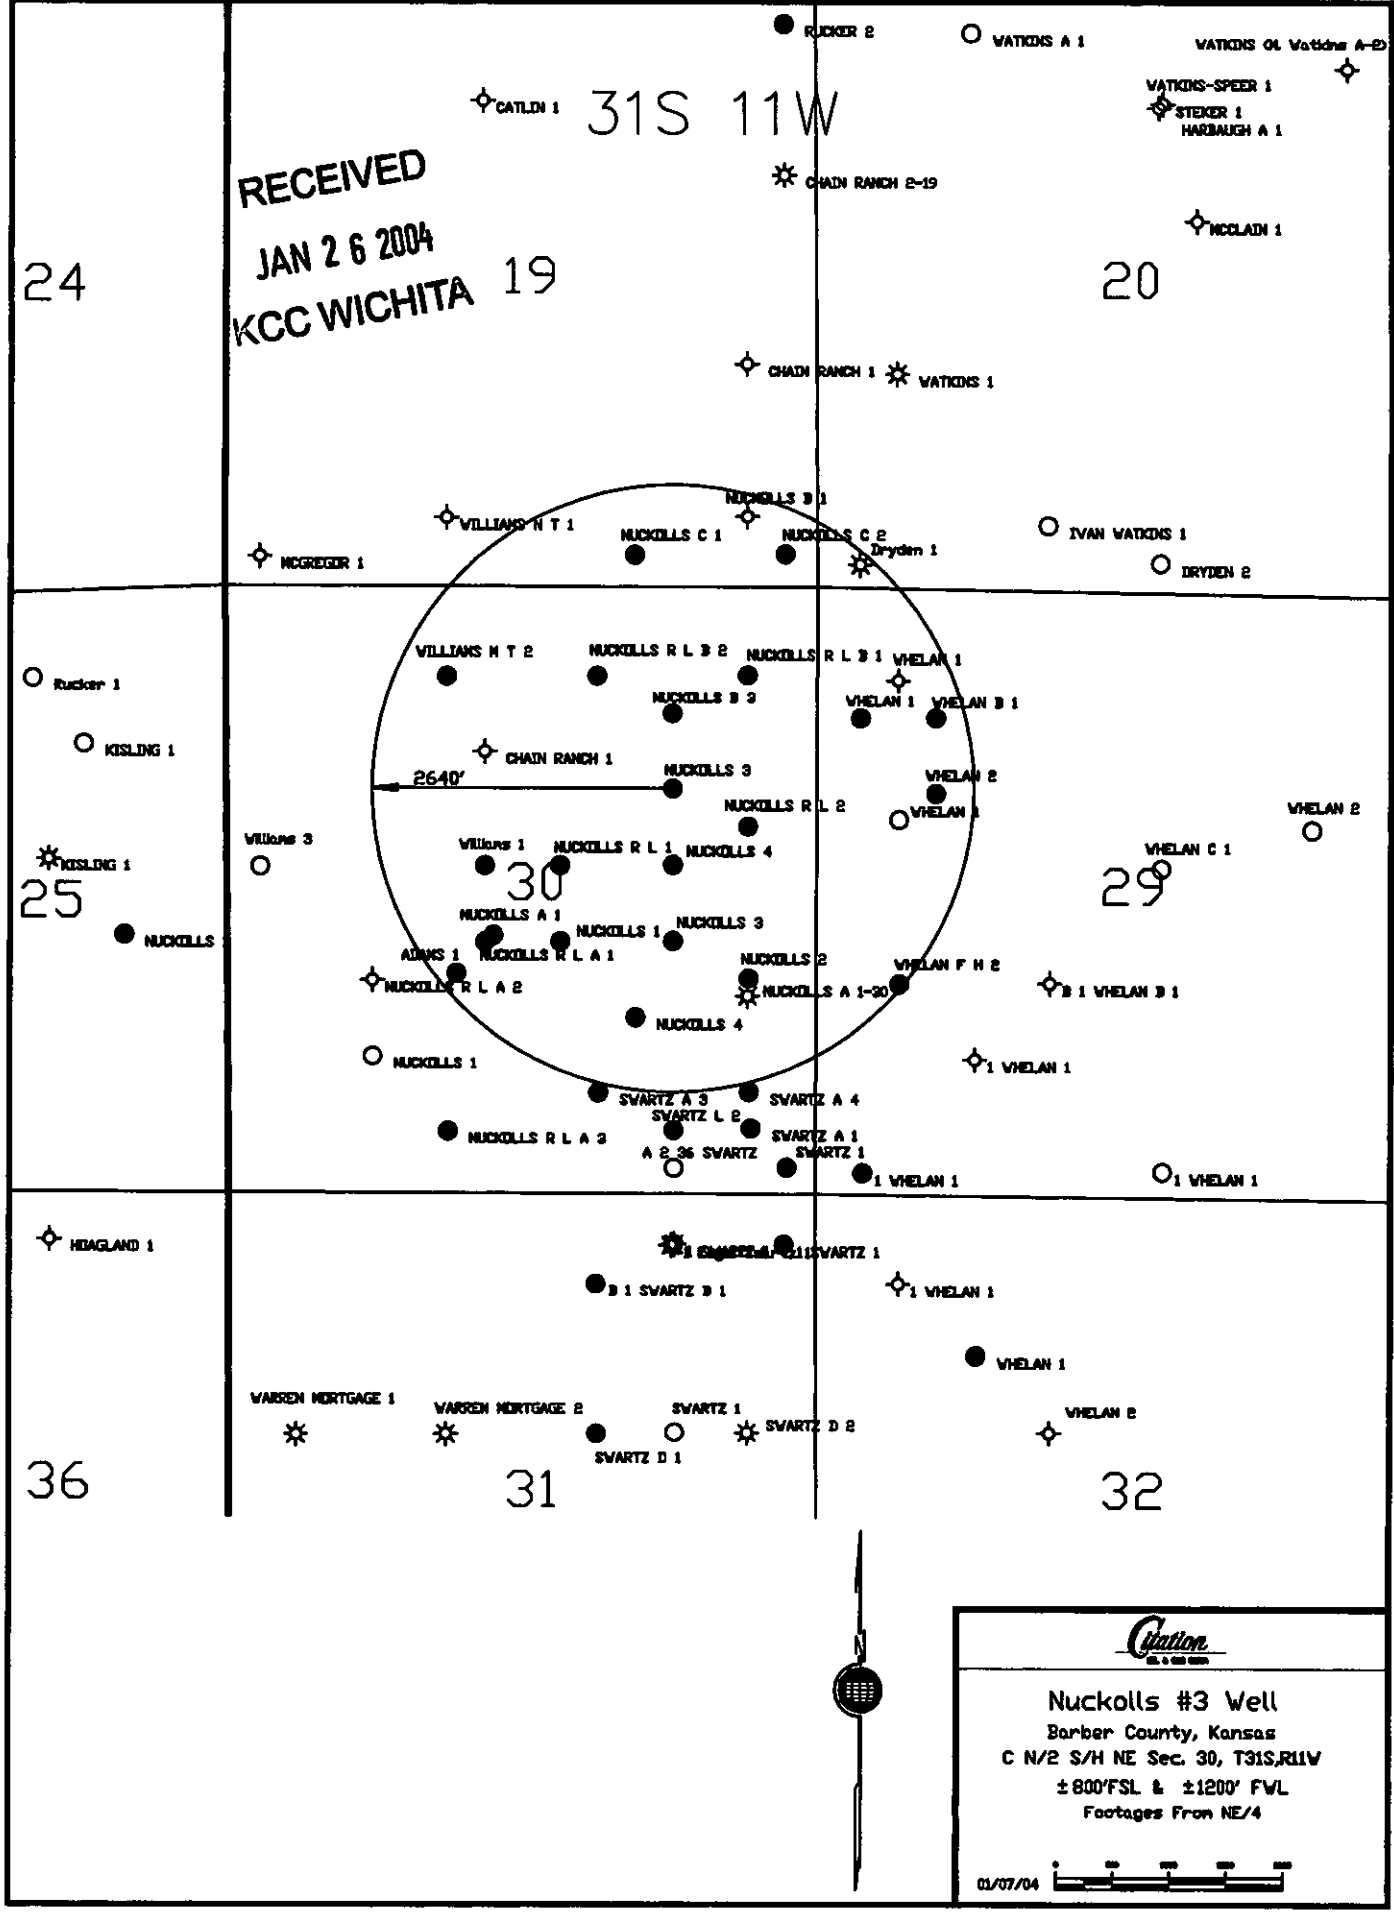 RUCKER 2
WATKINS A 1
WATKINS (JL Watkins A-2)
WATKINS-SPEER 1
STEKER 1
HARBAUGH A 1
CATLIN 1
31S 11W
RECEIVED
JAN 26 2004
KCC WICHITA
CHAIN RANCH 2-19
MCCLAIN 1
24
19
20
CHAIN RANCH 1
WATKINS 1
NUCKOLLS B 1
WILLIAMS N T 1
NUCKOLLS C 1
NUCKOLLS C 2
IVAN WATKINS 1
Dryden 1
MCGREGOR 1
DRYDEN 2
WILLIAMS M T 2
NUCKOLLS R L B 2
NUCKOLLS R L B 1
WHELAN 1
Rucker 1
NUCKOLLS B 3
WHELAN 1
WHELAN B 1
KISLING 1
CHAIN RANCH 1
NUCKOLLS 3
2640'
WHELAN 2
NUCKOLLS R L 2
WHELAN 1
WHELAN 2
Williams 3
Williams 1
NUCKOLLS R L 1
NUCKOLLS 4
WHELAN C 1
KISLING 1
25
30
29
NUCKOLLS A 1
NUCKOLLS 1
NUCKOLLS 3
NUCKOLLS
ADAMS 1
NUCKOLLS R L A 1
NUCKOLLS 2
WHELAN F H 2
NUCKOLLS R L A 2
NUCKOLLS A 1-30
B 1 WHELAN B 1
NUCKOLLS 4
NUCKOLLS 1
1 WHELAN 1
SWARTZ A 3
SWARTZ A 4
SWARTZ L 2
NUCKOLLS R L A 3
SWARTZ A 1
A 2 36 SWARTZ
SWARTZ 1
1 WHELAN 1
1 WHELAN 1
HOAGLAND 1
SWARTZ 1
B 1 SWARTZ B 1
1 WHELAN 1
WHELAN 1
WARREN MORTGAGE 1
WARREN MORTGAGE 2
SWARTZ 1
SWARTZ D 2
WHELAN 2
SWARTZ D 1
36
31
32
N
Citation
OIL & GAS CORP.
Nuckolls #3 Well
Barber County, Kansas
C N/2 S/H NE Sec. 30, T31S,R11W
±800'FSL & ±1200' FWL
Footages From NE/4
01/07/04